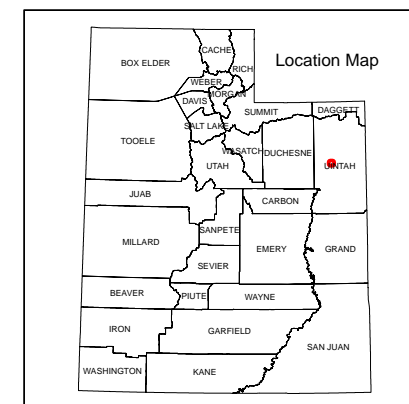 Location Map
BOX ELDER
CACHE
RICH
WEBER
MORGAN
DAVIS
SUMMIT
DAGGETT
SALT LAKE
TOOELE
WASATCH
DUCHESNE
UINTAH
UTAH
JUAB
CARBON
SANPETE
MILLARD
EMERY
GRAND
SEVIER
BEAVER
PIUTE
WAYNE
IRON
GARFIELD
SAN JUAN
WASHINGTON
KANE